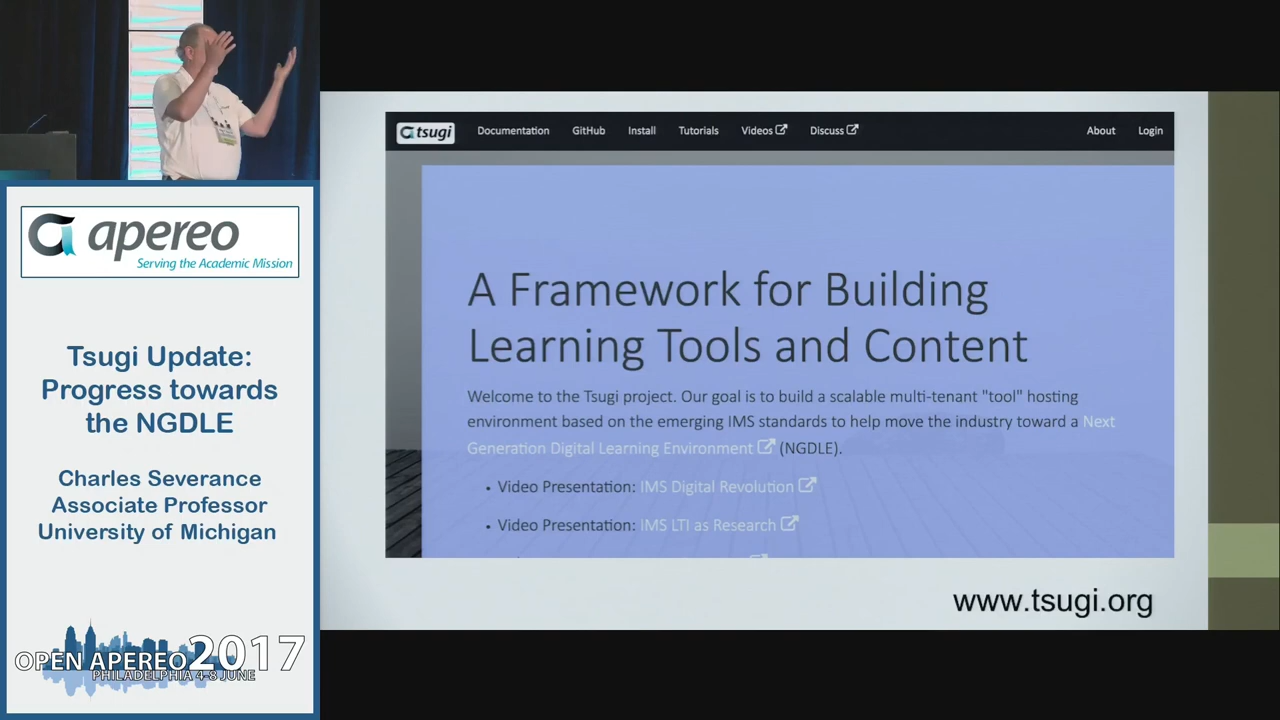 apereo
Serving the Academic Mission
Tsugi Update:
Progress towards
the NGDLE
Charles Severance
Associate Professor
University of Michigan
OPEN APEREO 2017
PHILADELPHIA 4-8 JUNE
tsugi
Documentation
GitHub
Install
Tutorials
Videos
Discuss
About
Login
A Framework for Building
Learning Tools and Content
Welcome to the Tsugi project. Our goal is to build a scalable multi-tenant "tool" hosting
environment based on the emerging IMS standards to help move the industry toward a Next
Generation Digital Learning Environment (NGDLE).
• Video Presentation: IMS Digital Revolution
• Video Presentation: IMS LTI as Research
www.tsugi.org